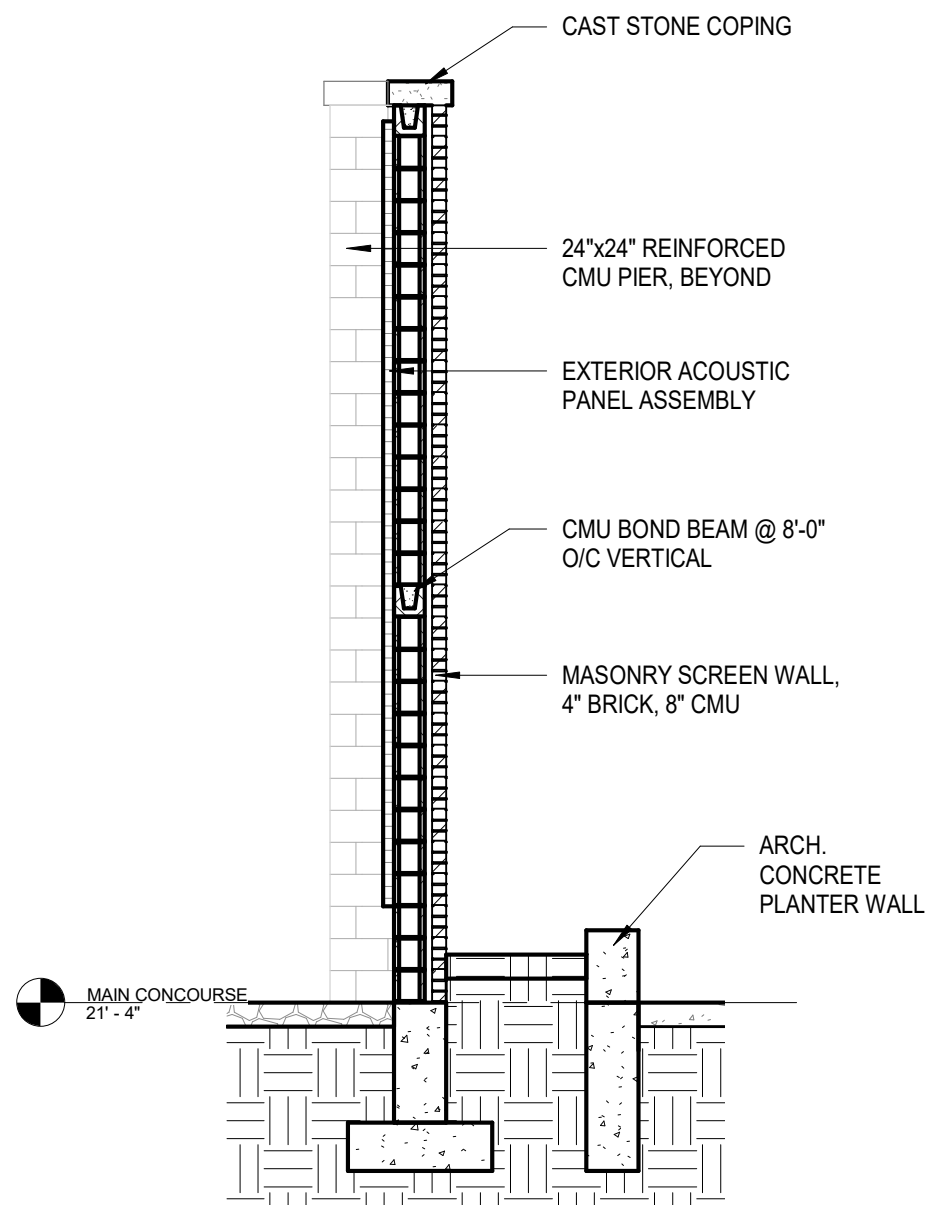 CAST STONE COPING
24"x24" REINFORCED
CMU PIER, BEYOND
EXTERIOR ACOUSTIC
PANEL ASSEMBLY
CMU BOND BEAM @ 8'-0"
O/C VERTICAL
MASONRY SCREEN WALL,
4" BRICK, 8" CMU
ARCH.
CONCRETE
PLANTER WALL
MAIN CONCOURSE
21' - 4"